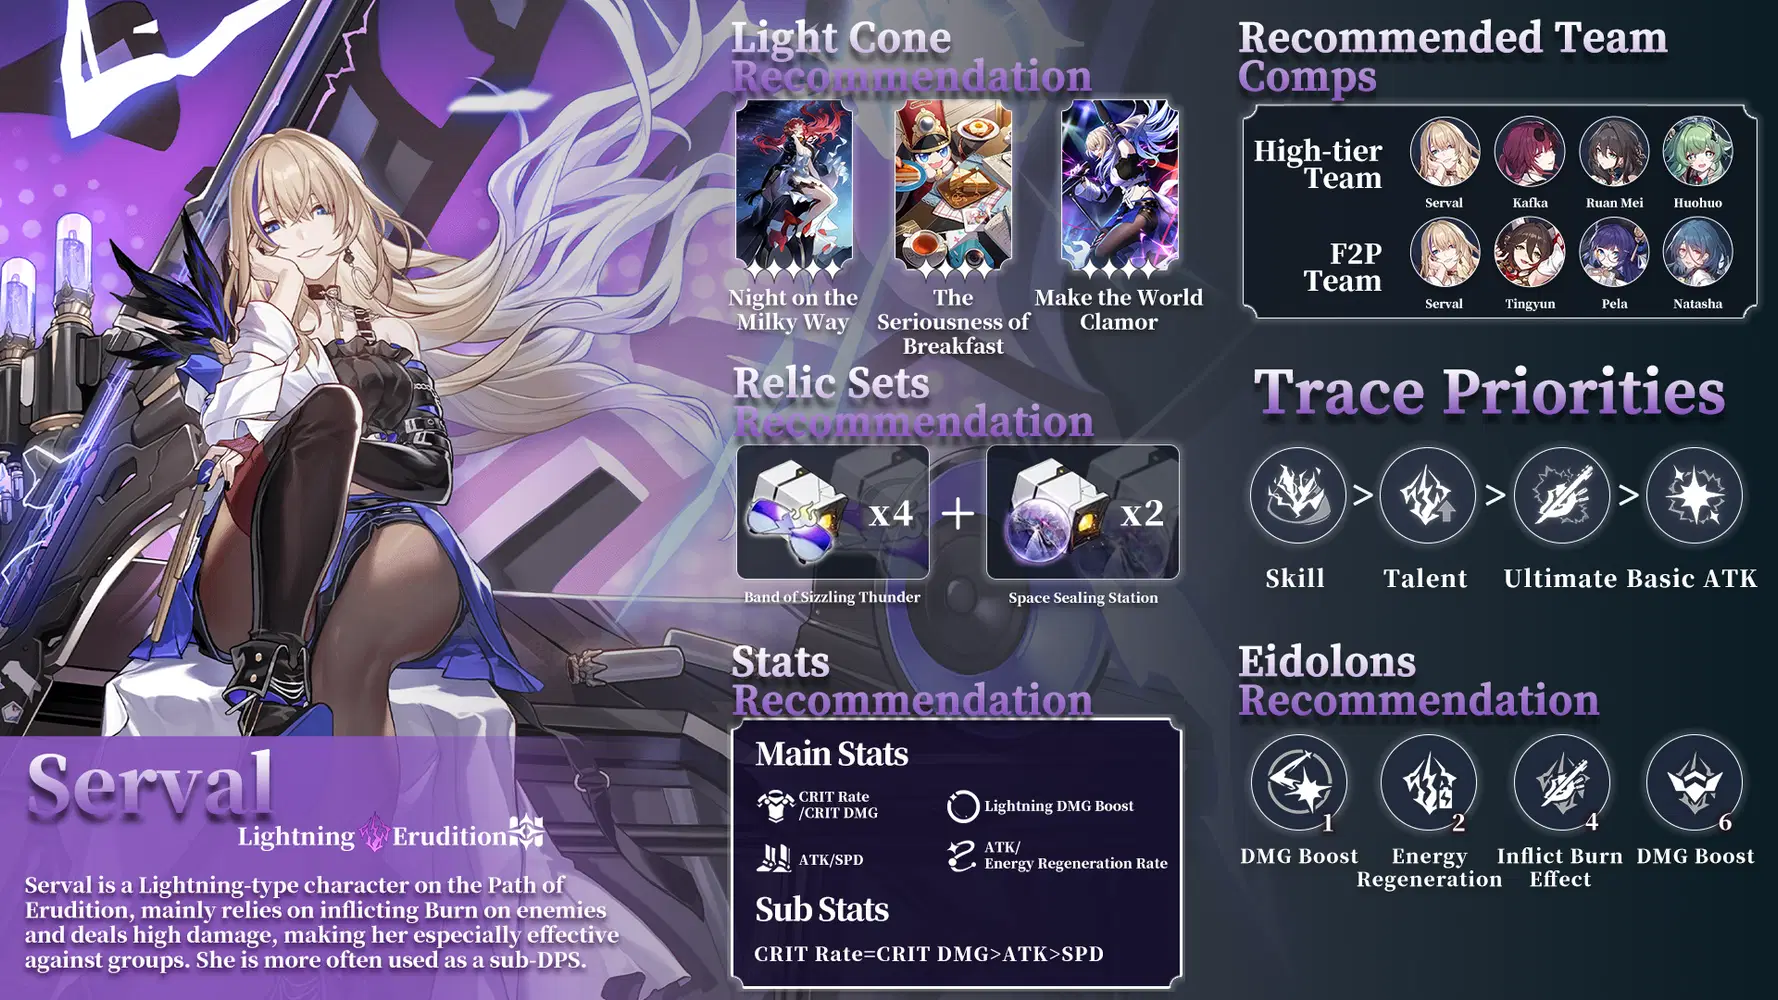 Serval
Lightning Erudition
Serval is a Lightning-type character on the Path of
Erudition, mainly relies on inflicting Burn on enemies
and deals high damage, making her especially effective
against groups. She is more often used as a sub-DPS.
Light Cone
Recommendation
Night on the
Milky Way
The
Seriousness of
Breakfast
Make the World
Clamor
Relic Sets
Recommendation
x4 + x2
Band of Sizzling Thunder
Space Sealing Station
Stats
Recommendation
Main Stats
CRIT Rate
/CRIT DMG
Lightning DMG Boost
ATK/SPD
ATK/
Energy Regeneration Rate
Sub Stats
CRIT Rate=CRIT DMG>ATK>SPD
Recommended Team
Comps
High-tier
Team
Serval Kafka Ruan Mei Huohuo
F2P
Team
Serval Tingyun Pela Natasha
Trace Priorities
> > >
Skill Talent Ultimate Basic ATK
Eidolons
Recommendation
1 2 4 6
DMG Boost
Energy
Regeneration
Inflict Burn
Effect
DMG Boost